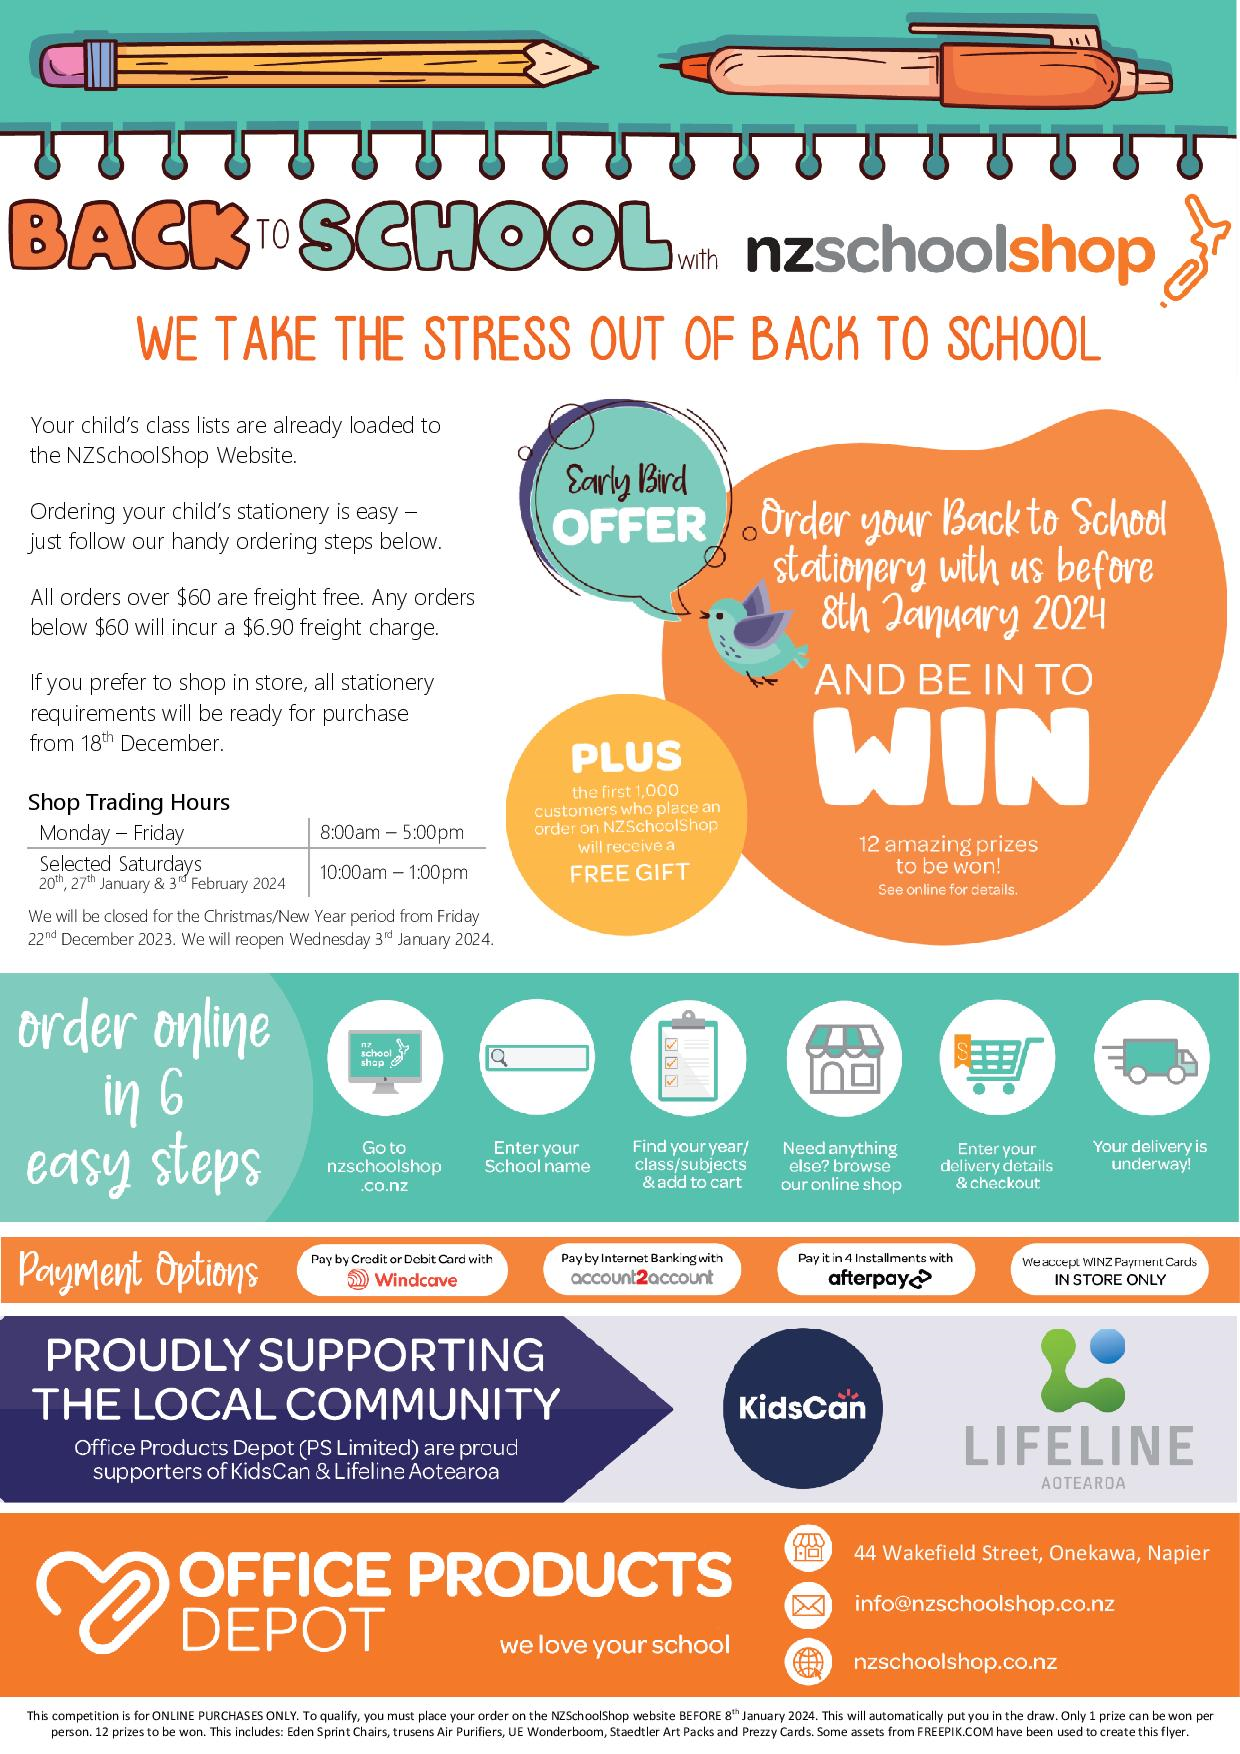 BACK TO SCHOOL with nzschoolshop
WE TAKE THE STRESS OUT OF BACK TO SCHOOL
Your child's class lists are already loaded to
the NZSchoolShop Website.
Ordering your child's stationery is easy –
just follow our handy ordering steps below.
All orders over $60 are freight free. Any orders
below $60 will incur a $6.90 freight charge.
If you prefer to shop in store, all stationery
requirements will be ready for purchase
from 18th December.
Shop Trading Hours
Monday – Friday 8:00am – 5:00pm
Selected Saturdays
20th, 27th January & 3rd February 2024 10:00am – 1:00pm
We will be closed for the Christmas/New Year period from Friday
22nd December 2023. We will reopen Wednesday 3rd January 2024.
Early Bird
OFFER
Order your Back to School
stationery with us before
8th January 2024
AND BE IN TO
WIN
12 amazing prizes
to be won!
See online for details.
PLUS
the first 1,000
customers who place an
order on NZSchoolShop
will receive a
FREE GIFT
order online
in 6
easy steps
nz
school
shop
Go to
nzschoolshop
.co.nz
Enter your
School name
Find your year/
class/subjects
& add to cart
Need anything
else? browse
our online shop
$
Enter your
delivery details
& checkout
Your delivery is
underway!
Payment Options
Pay by Credit or Debit Card with
Windcave
Pay by Internet Banking with
account2account
Pay it in 4 Installments with
afterpay
We accept WINZ Payment Cards
IN STORE ONLY
PROUDLY SUPPORTING
THE LOCAL COMMUNITY
Office Products Depot (PS Limited) are proud
supporters of KidsCan & Lifeline Aotearoa
KidsCan
LIFELINE
AOTEAROA
OFFICE PRODUCTS
DEPOT
we love your school
44 Wakefield Street, Onekawa, Napier
info@nzschoolshop.co.nz
nzschoolshop.co.nz
This competition is for ONLINE PURCHASES ONLY. To qualify, you must place your order on the NZSchoolShop website BEFORE 8th January 2024. This will automatically put you in the draw. Only 1 prize can be won per
person. 12 prizes to be won. This includes: Eden Sprint Chairs, trusens Air Purifiers, UE Wonderboom, Staedtler Art Packs and Prezzy Cards. Some assets from FREEPIK.COM have been used to create this flyer.